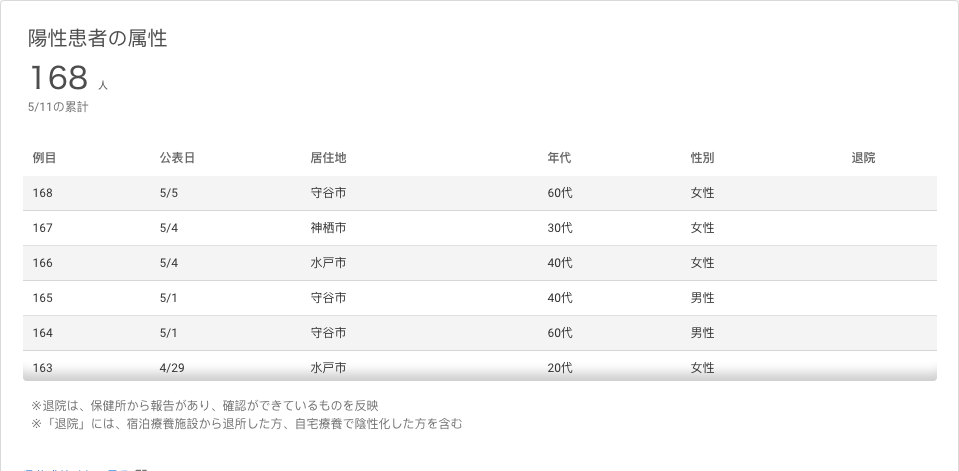 陽性患者の属性
168 人
5/11の累計
例目 公表日 居住地 年代 性別 退院
168 5/5 守谷市 60代 女性
167 5/4 神栖市 30代 女性
166 5/4 水戸市 40代 女性
165 5/1 守谷市 40代 男性
164 5/1 守谷市 60代 男性
163 4/29 水戸市 20代 女性
※退院は、保健所から報告があり、確認ができているものを反映
※「退院」には、宿泊療養施設から退所した方、自宅療養で陰性化した方を含む